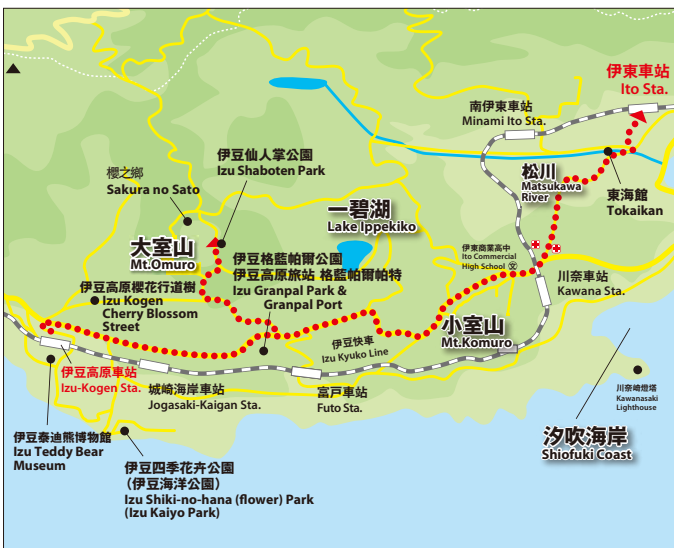 伊東車站
Ito Sta.
南伊東車站
Minami Ito Sta.
松川
Matsukawa
River
東海館
Tokaikan
伊豆仙人掌公園
Izu Shaboten Park
櫻之鄉
Sakura no Sato
一碧湖
Lake Ippekiko
大室山
Mt.Omuro
伊豆格藍帕爾公園
伊豆高原旅站 格藍帕爾帕特
Izu Granpal Park &
Granpal Port
伊東商業高中
Ito Commercial
High School
文
川奈車站
Kawana Sta.
伊豆高原櫻花行道樹
Izu Kogen
Cherry Blossom
Street
小室山
Mt.Komuro
伊豆快車
Izu Kyuko Line
伊豆高原車站
Izu-Kogen Sta.
城崎海岸車站
Jogasaki-Kaigan Sta.
富戸車站
Futo Sta.
川奈崎燈塔
Kawanasaki
Lighthouse
汐吹海岸
Shiofuki Coast
伊豆泰迪熊博物館
Izu Teddy Bear
Museum
伊豆四季花卉公園
（伊豆海洋公園）
Izu Shiki-no-hana (flower) Park
(Izu Kaiyo Park)